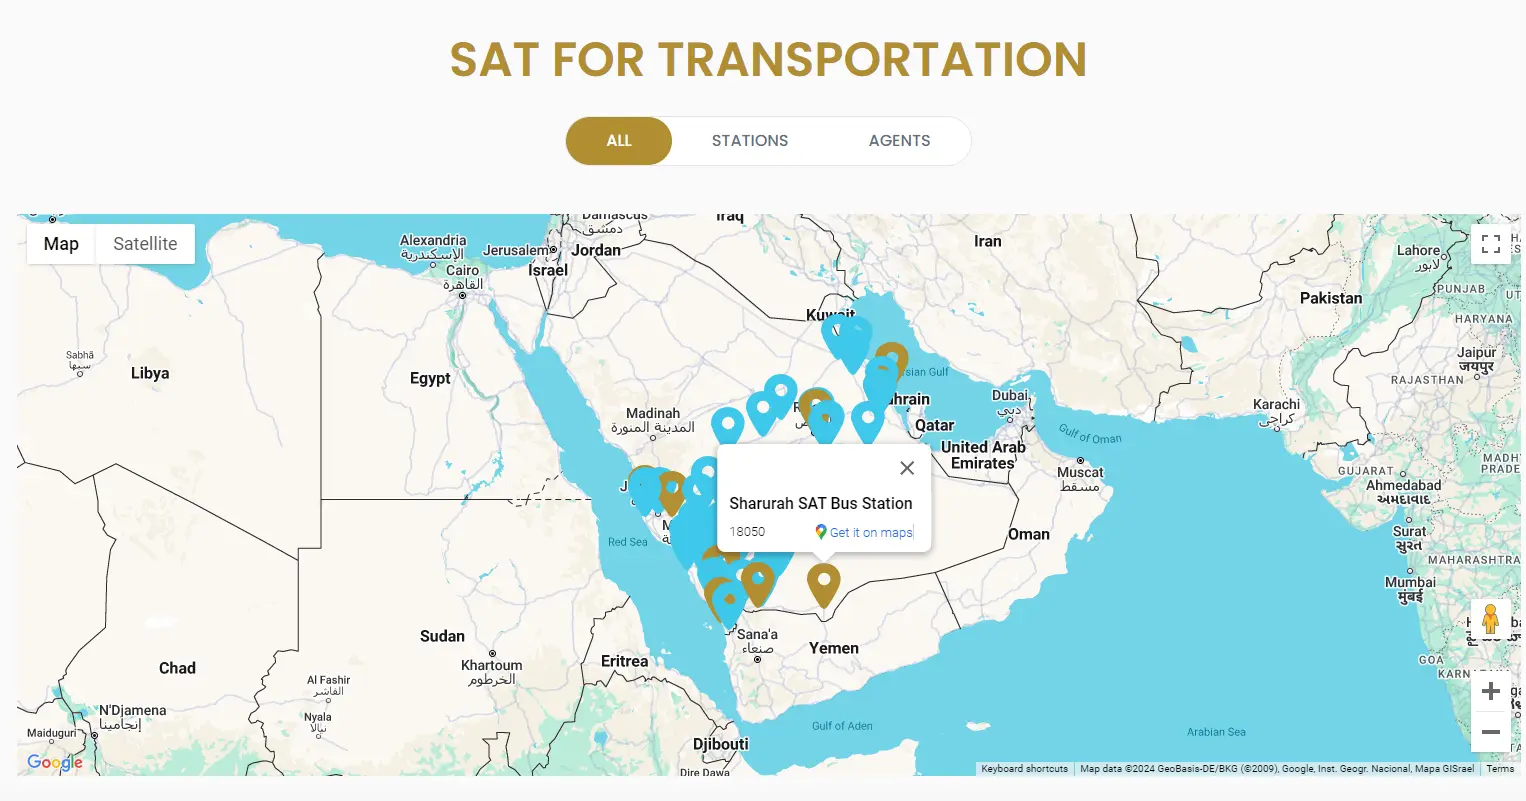 SAT FOR TRANSPORTATION
ALL
STATIONS
AGENTS
Map
Satellite
Damascus
دمشق
Iraq
Iran
Alexandria
الإسكندرية
Jerusalem
Jordan
Israel
Cairo
القاهرة
Lahore
لاہور
PUNJAB
Pakistan
HARYANA
Kuwait
Libya
Sabhā
سبها
Egypt
Jaipur
जयपुर
RAJASTHAN
Madinah
المدينة المنورة
Dubai
دبي
Karachi
کراچی
Qatar
Gulf of Oman
United Arab
Emirates
Muscat
مسقط
GUJARAT
Ahmedabad
અમદાવાદ
Surat
સુરત
MAHARASHTRA
Mumbai
मुंबई
Sharurah SAT Bus Station
18050
Get it on maps
Oman
Red Sea
Sana'a
صنعاء
Yemen
Sudan
Khartoum
الخرطوم
Eritrea
Chad
Al Fashir
الفاشر
Nyala
نيالا
N'Djamena
إنجامينا
Maiduguri
GOA
Gulf of Aden
Arabian Sea
Djibouti
Dire Dawa
Google
Keyboard shortcuts
Map data ©2024 GeoBasis-DE/BKG (©2009), Google, Inst. Geogr. Nacional, Mapa GISrael
Terms